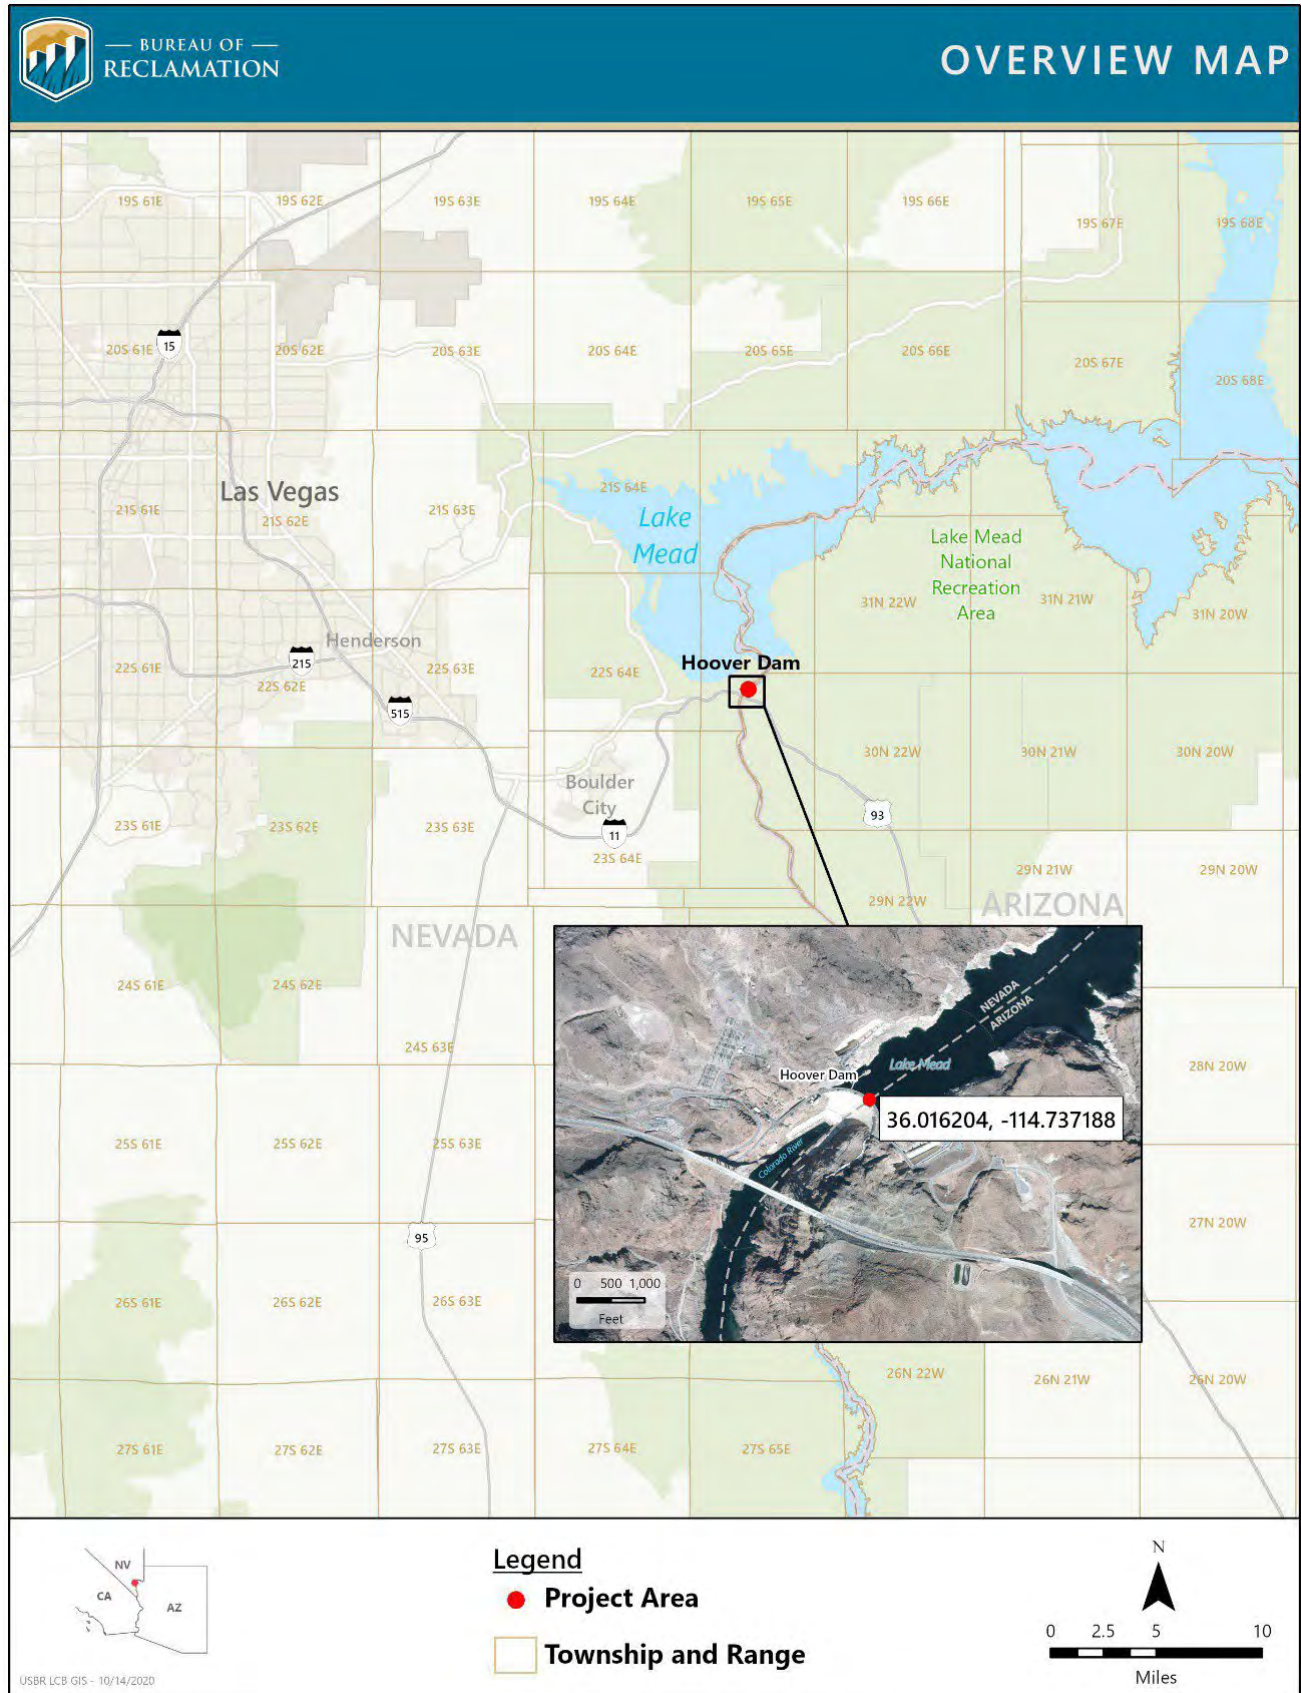 BUREAU OF
RECLAMATION
OVERVIEW MAP
19S 61E
19S 62E
19S 63E
19S 64E
19S 65E
19S 66E
19S 67E
19S 68E
15
20S 61E
20S 62E
20S 63E
20S 64E
20S 65E
20S 66E
20S 67E
20S 68E
Las Vegas
21S 61E
21S 62E
21S 63E
21S 64E
Lake
Mead
Lake Mead
National
Recreation
Area
31N 22W
31N 21W
31N 20W
Henderson
215
515
22S 61E
22S 62E
22S 63E
22S 64E
Hoover Dam
30N 22W
30N 21W
30N 20W
Boulder
City
11
93
23S 61E
23S 62E
23S 63E
23S 64E
29N 22W
29N 21W
29N 20W
NEVADA
ARIZONA
24S 61E
24S 62E
24S 63E
NEVADA
ARIZONA
Lake Mead
Hoover Dam
36.016204, -114.737188
Colorado River
0 500 1,000
Feet
28N 20W
25S 61E
25S 62E
25S 63E
27N 20W
95
26S 61E
26S 62E
26S 63E
26N 22W
26N 21W
26N 20W
27S 61E
27S 62E
27S 63E
27S 64E
27S 65E
NV
CA
AZ
USBR LCB GIS - 10/14/2020
Legend
Project Area
Township and Range
N
0 2.5 5 10
Miles